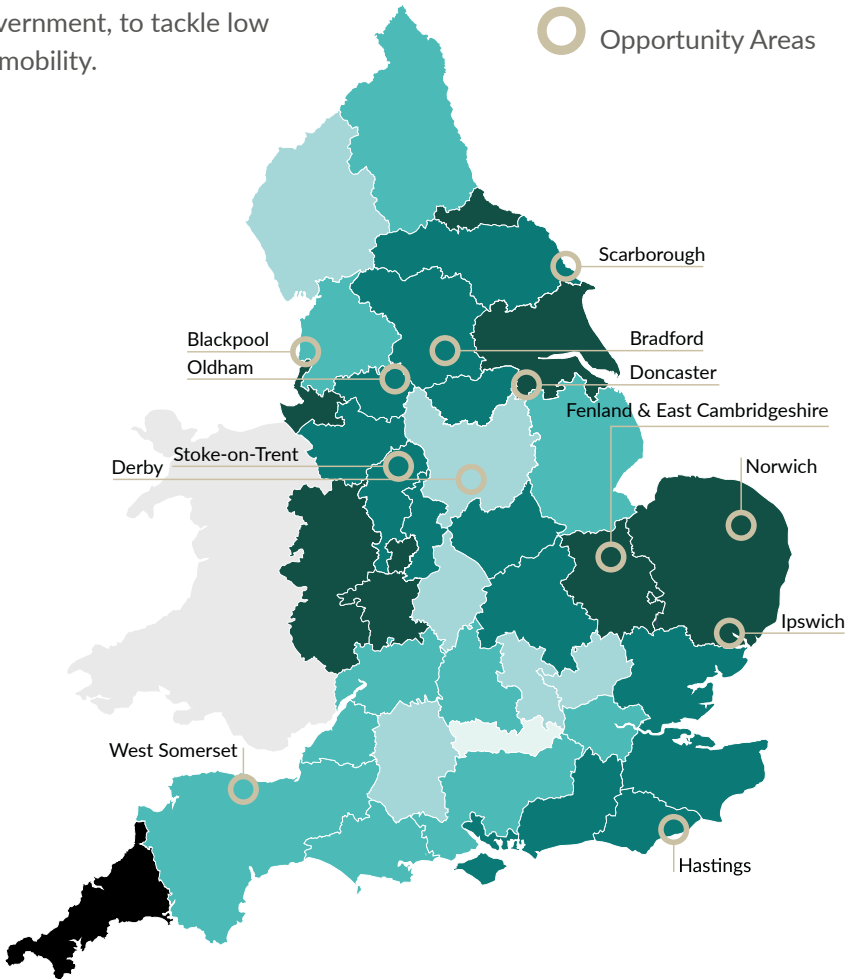 vernment, to tackle low
mobility.
Opportunity Areas
Scarborough
Blackpool
Bradford
Oldham
Doncaster
Fenland & East Cambridgeshire
Stoke-on-Trent
Derby
Norwich
Ipswich
West Somerset
Hastings